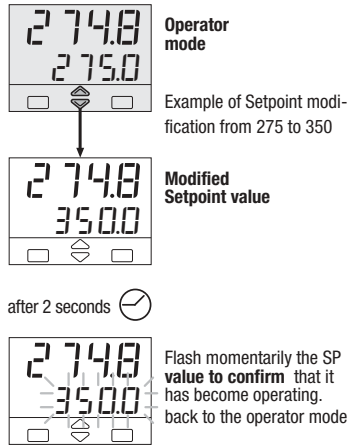 274.8
275.0
Operator
mode
Example of Setpoint modi-
fication from 275 to 350
274.8
350.0
Modified
Setpoint value
after 2 seconds
274.8
350.0
Flash momentarily the SP
value to confirm that it
has become operating.
back to the operator mode